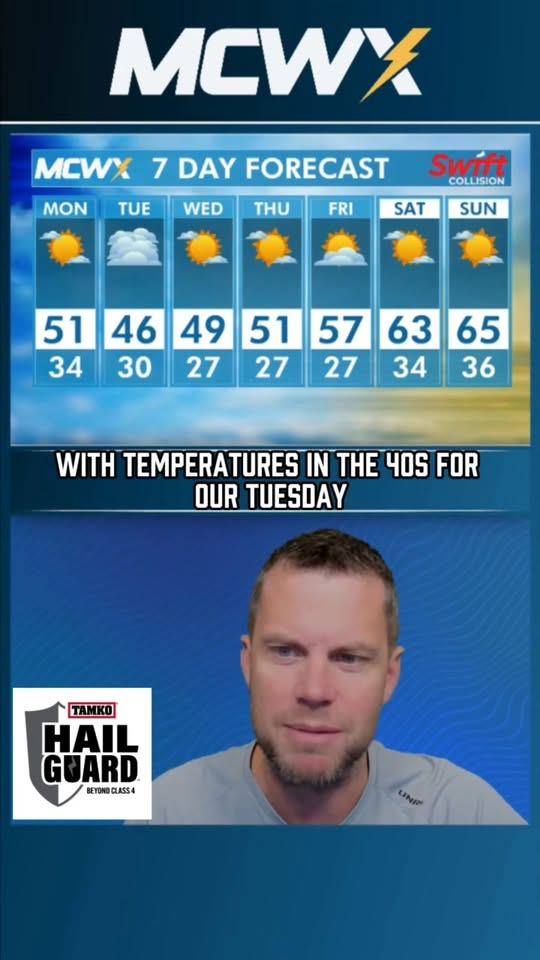 MCWX
MCWX 7 DAY FORECAST Swift
COLLISION
MON TUE WED THU FRI SAT SUN
51 46 49 51 57 63 65
34 30 27 27 27 34 36
WITH TEMPERATURES IN THE 40S FOR
OUR TUESDAY
TAMKO
HAIL
GUARD
BEYOND CLASS 4